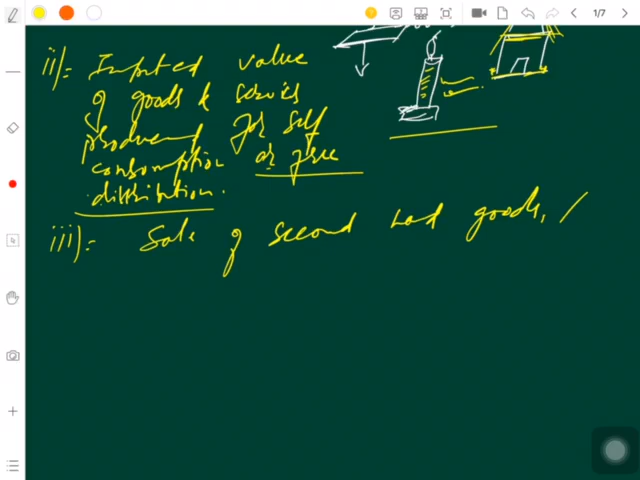 1/7
ii):- Imputed value
of goods & services
produced for self
consumption or free
distribution.
iii):- Sale of second hand goods,